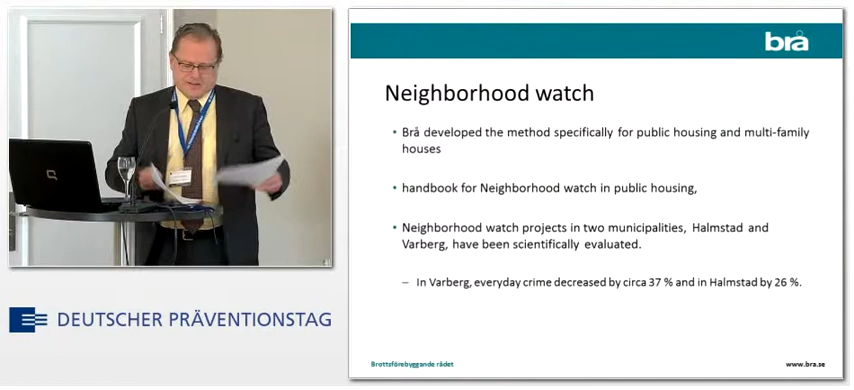 brå
Neighborhood watch
• Brå developed the method specifically for public housing and multi-family
houses
• handbook for Neighborhood watch in public housing,
• Neighborhood watch projects in two municipalities, Halmstad and
Varberg, have been scientifically evaluated.
– In Varberg, everyday crime decreased by circa 37 % and in Halmstad by 26 %.
Brottsförebyggande rådet
www.bra.se
DEUTSCHER PRÄVENTIONSTAG